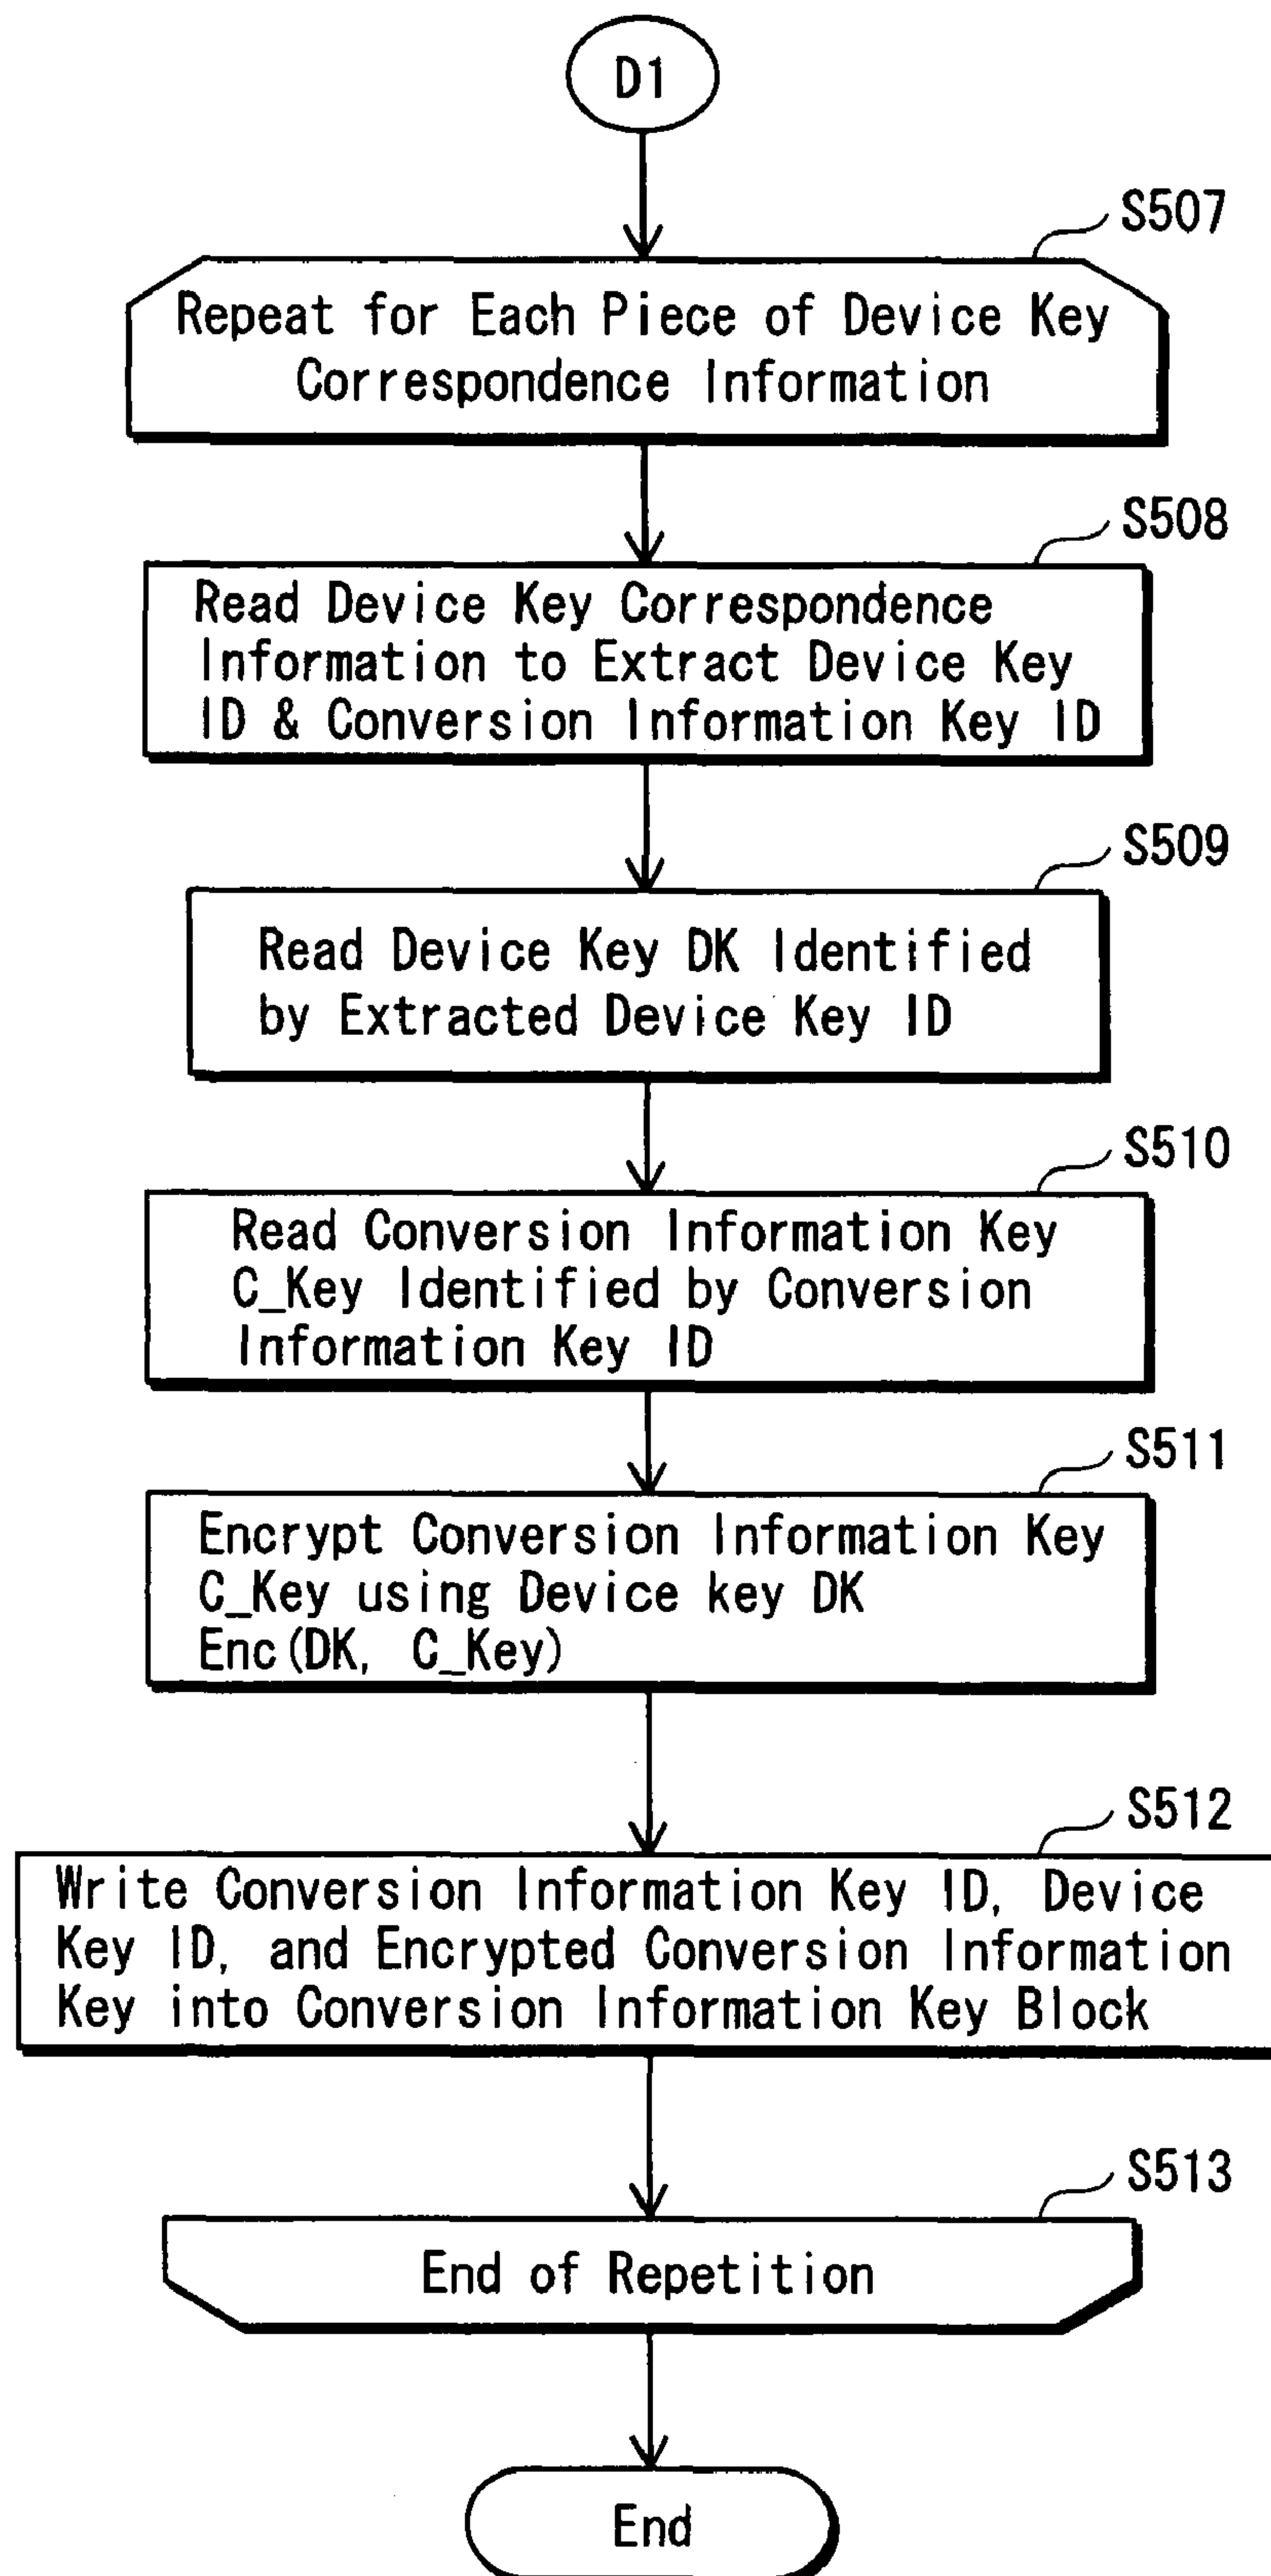 D1
S507
Repeat for Each Piece of Device Key
Correspondence Information
S508
Read Device Key Correspondence
Information to Extract Device Key
ID & Conversion Information Key ID
S509
Read Device Key DK Identified
by Extracted Device Key ID
S510
Read Conversion Information Key
C_Key Identified by Conversion
Information Key ID
S511
Encrypt Conversion Information Key
C_Key using Device key DK
Enc(DK, C_Key)
S512
Write Conversion Information Key ID, Device
Key ID, and Encrypted Conversion Information
Key into Conversion Information Key Block
S513
End of Repetition
End